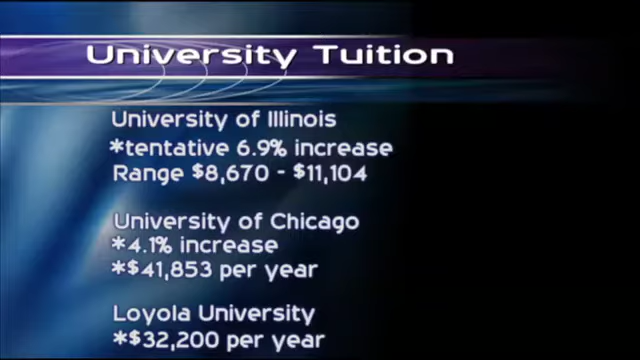 University Tuition
University of Illinois
*tentative 6.9% increase
Range $8,670 - $11,104
University of Chicago
*4.1% increase
*$41,853 per year
Loyola University
*$32,200 per year